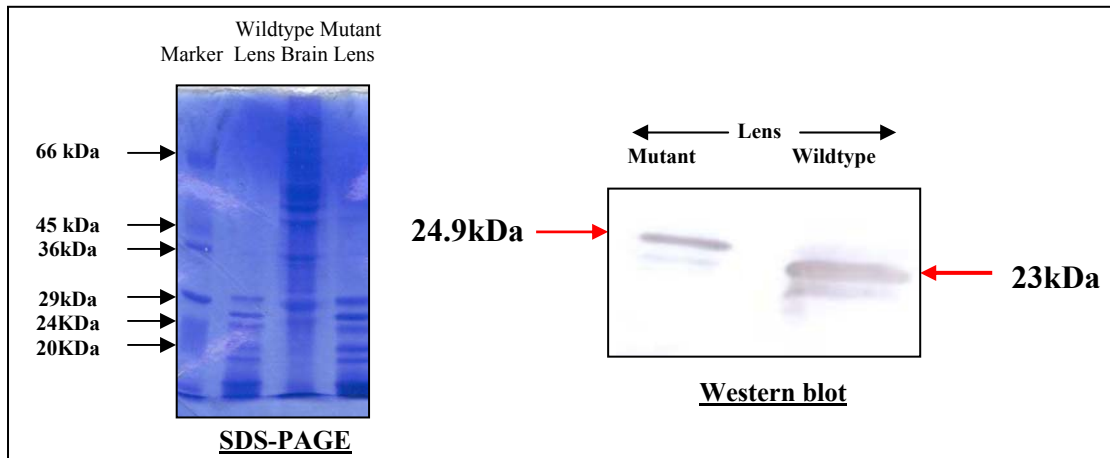 Wildtype Mutant
Marker Lens Brain Lens
66 kDa
45 kDa
36kDa
29kDa
24KDa
20KDa
SDS-PAGE
Lens
Mutant Wildtype
24.9kDa
23kDa
Western blot